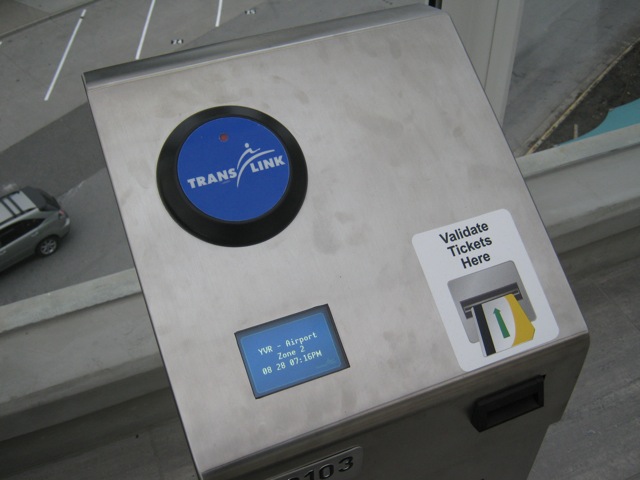 TRANS LINK
Validate
Tickets
Here
YVR - Airport
Zone 2
08 28 07:16PM